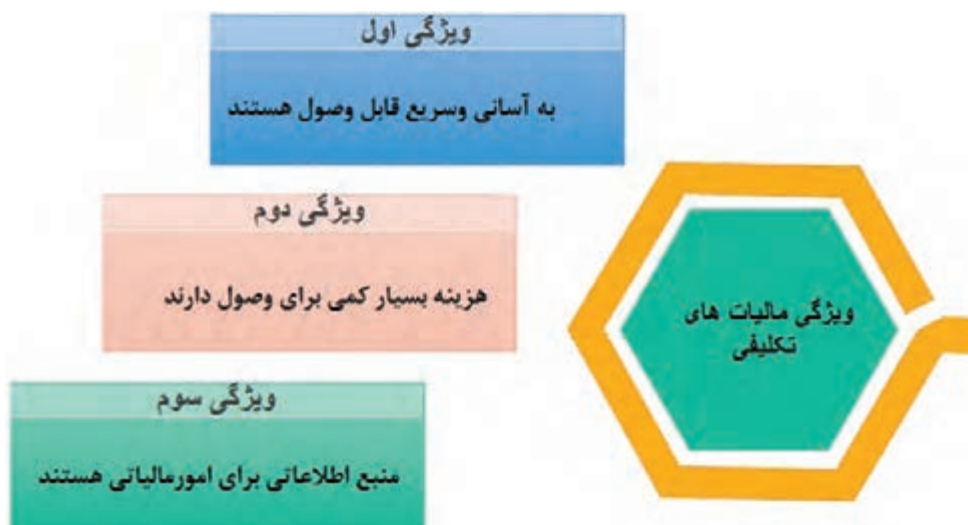 ویژگی اول
به آسانی وسریع قابل وصول هستند
ویژگی دوم
هزینه بسیار کمی برای وصول دارند
ویژگی مالیات های
تکلیفی
ویژگی سوم
منبع اطلاعاتی برای امورمالیاتی هستند